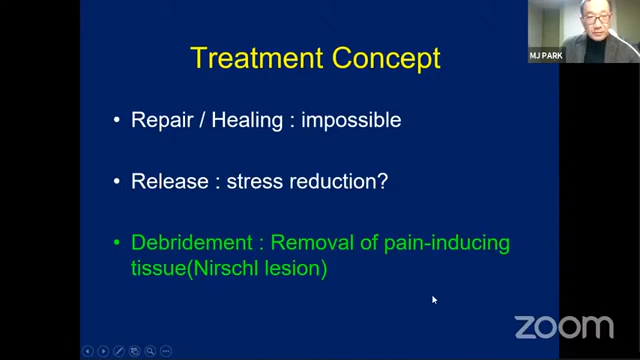 MJ PARK
Treatment Concept
• Repair / Healing : impossible
• Release : stress reduction?
• Debridement : Removal of pain-inducing
tissue(Nirschl lesion)
zoom